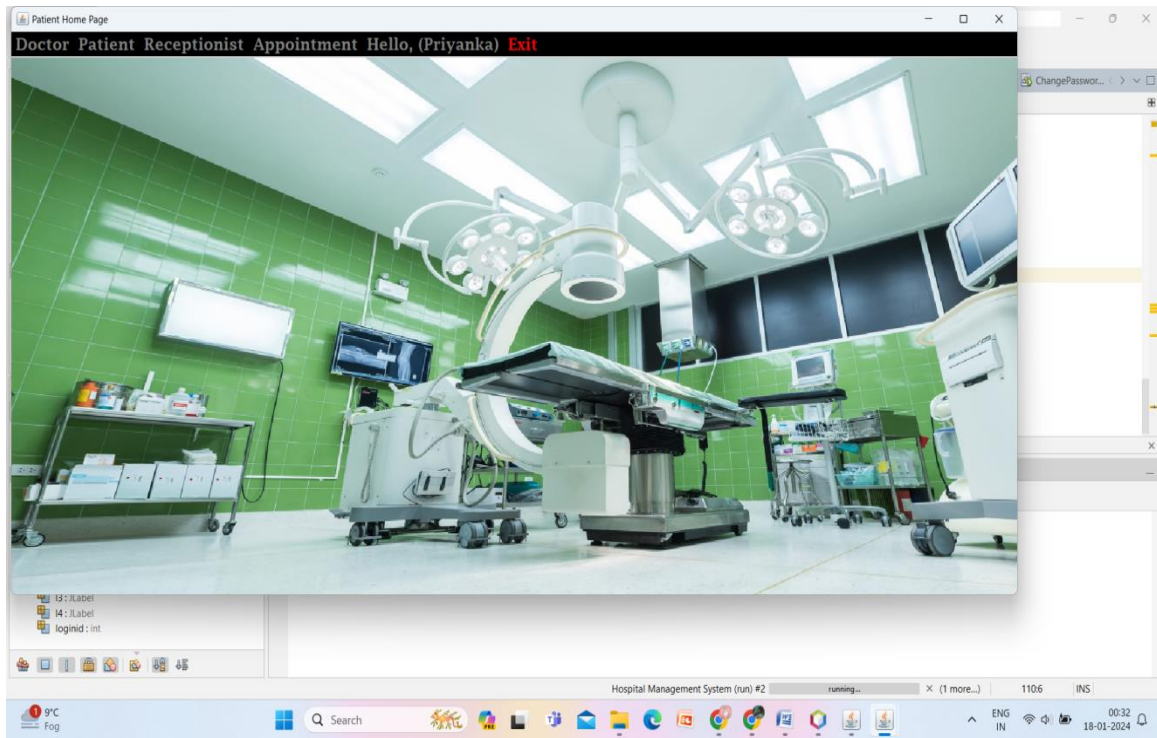 Patient Home Page
Doctor Patient Receptionist Appointment Hello, (Priyanka) Exit
ChangePasswor...
l3 : JLabel
l4 : JLabel
loginid : int
Hospital Management System (run) #2 running... (1 more...) 110:6 INS
1
9°C
Fog
Search
PRE
ENG
IN
00:32
18-01-2024